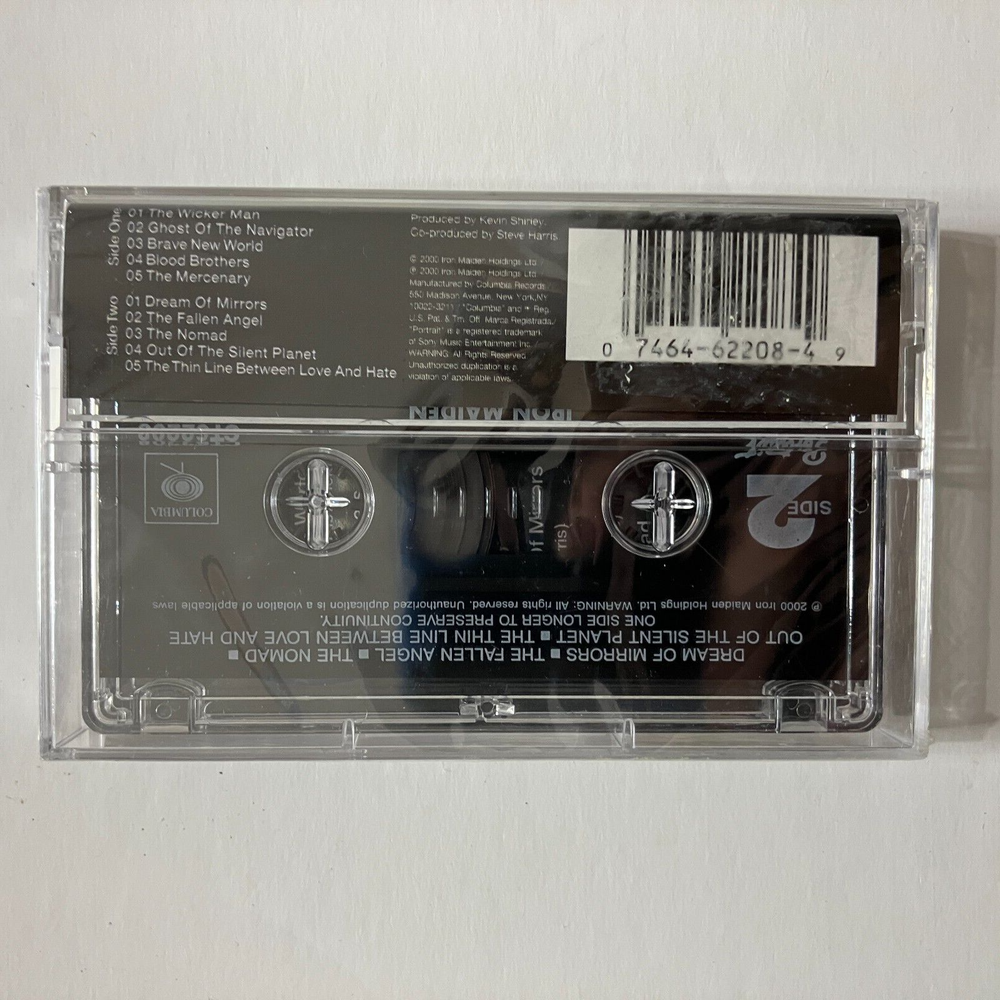 Side One
01 The Wicker Man
02 Ghost Of The Navigator
03 Brave New World
04 Blood Brothers
05 The Mercenary
Side Two
01 Dream Of Mirrors
02 The Fallen Angel
03 The Nomad
04 Out Of The Silent Planet
05 The Thin Line Between Love And Hate
Produced by Kevin Shirley.
Co-produced by Steve Harris.
© 2000 Iron Maiden Holdings Ltd.
℗ 2000 Iron Maiden Holdings Ltd.
Manufactured by Columbia Records
550 Madison Avenue, New York, NY
10022-3211 / "Columbia" and Reg.
U.S. Pat. & Tm. Off. Marca Registrada.
"Portrait" is a registered trademark
of Sony Music Entertainment Inc.
WARNING: All Rights Reserved.
Unauthorized duplication is a
violation of applicable laws.
0 7464-62208-4 9
IRON MAIDEN
Portrait
SIDE 2
COLUMBIA
of Mirrors
rris)
℗ 2000 Iron Maiden Holdings Ltd. WARNING: All rights reserved. Unauthorized duplication is a violation of applicable laws
DREAM OF MIRRORS ■ THE FALLEN ANGEL ■ THE NOMAD ■
OUT OF THE SILENT PLANET ■ THE THIN LINE BETWEEN LOVE AND HATE
ONE SIDE LONGER TO PRESERVE CONTINUITY.